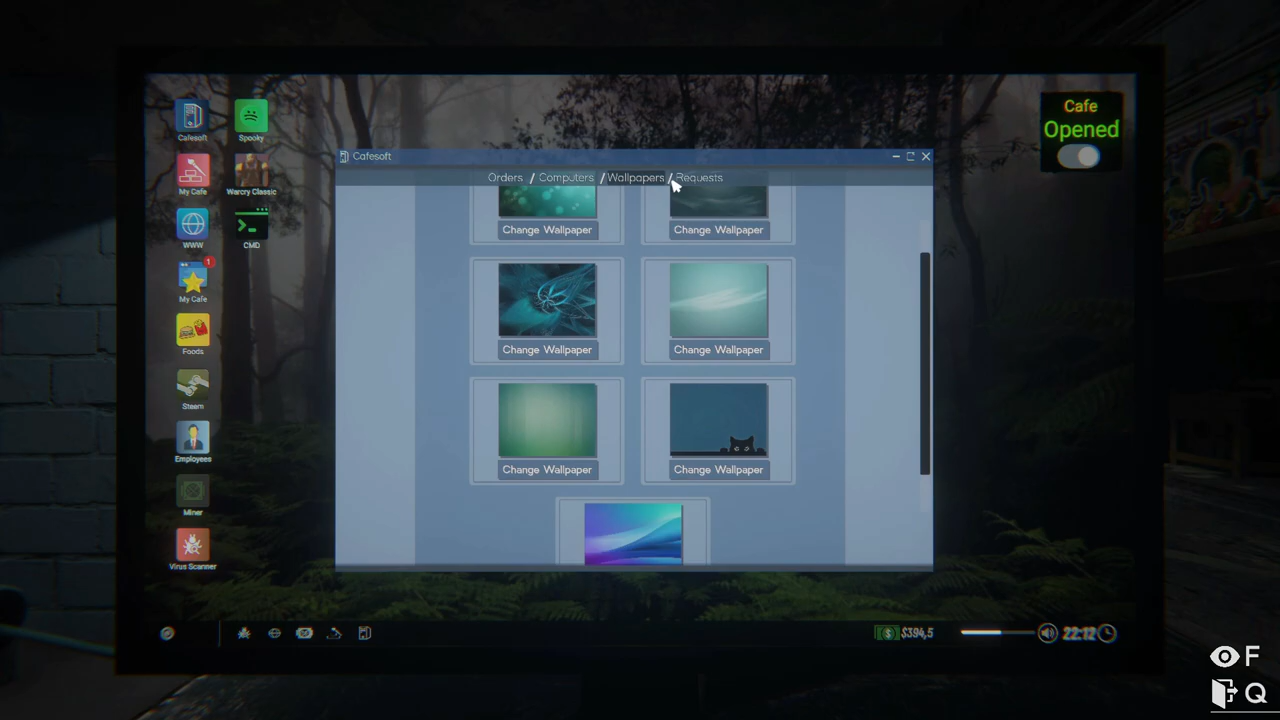 Cafesoft
Spooky
My Cafe
Warcry Classic
WWW
CMD
1
My Cafe
Foods
Steam
Employees
Miner
Virus Scanner
Cafesoft
Orders / Computers / Wallpapers / Requests
Change Wallpaper
Change Wallpaper
Change Wallpaper
Change Wallpaper
Change Wallpaper
Change Wallpaper
Cafe
Opened
$394,5
22:12
F
Q